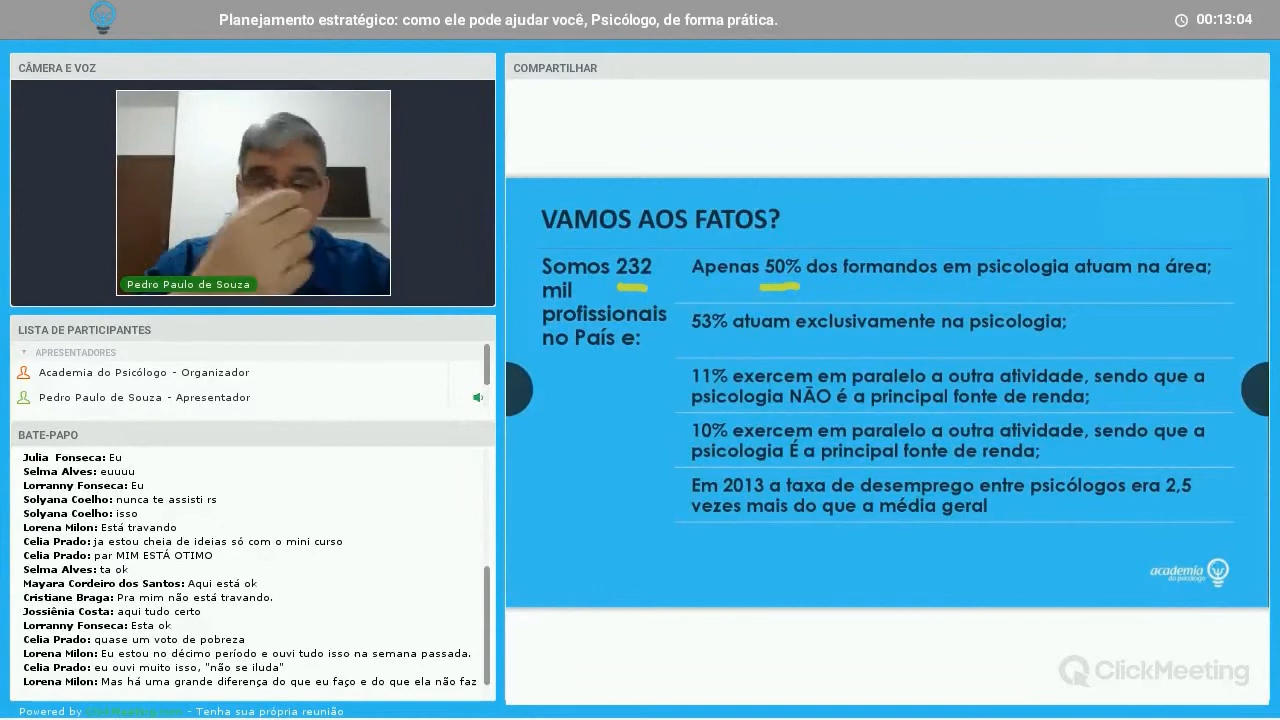 Planejamento estratégico: como ele pode ajudar você, Psicólogo, de forma prática.
00:13:04
CÂMERA E VOZ
Pedro Paulo de Souza
LISTA DE PARTICIPANTES
APRESENTADORES
Academia do Psicólogo - Organizador
Pedro Paulo de Souza - Apresentador
BATE-PAPO
Julia Fonseca: Eu
Selma Alves: euuuu
Lorranny Fonseca: Eu
Solyana Coelho: nunca te assisti rs
Solyana Coelho: isso
Lorena Milon: Está travando
Celia Prado: ja estou cheia de ideias só com o mini curso
Celia Prado: par MIM ESTÁ OTIMO
Selma Alves: ta ok
Mayara Cordeiro dos Santos: Aqui está ok
Cristiane Braga: Pra mim não está travando.
Jossiênia Costa: aqui tudo certo
Lorranny Fonseca: Esta ok
Celia Prado: quase um voto de pobreza
Lorena Milon: Eu estou no décimo período e ouvi tudo isso na semana passada.
Celia Prado: eu ouvi muito isso, "não se iluda"
Lorena Milon: Mas há uma grande diferença do que eu faço e do que ela não faz
Powered by ClickMeeting.com - Tenha sua própria reunião
COMPARTILHAR
VAMOS AOS FATOS?
Somos 232
mil
profissionais
no País e:
Apenas 50% dos formandos em psicologia atuam na área;
53% atuam exclusivamente na psicologia;
11% exercem em paralelo a outra atividade, sendo que a
psicologia NÃO é a principal fonte de renda;
10% exercem em paralelo a outra atividade, sendo que a
psicologia É a principal fonte de renda;
Em 2013 a taxa de desemprego entre psicólogos era 2,5
vezes mais do que a média geral
academia
do psicólogo
ClickMeeting